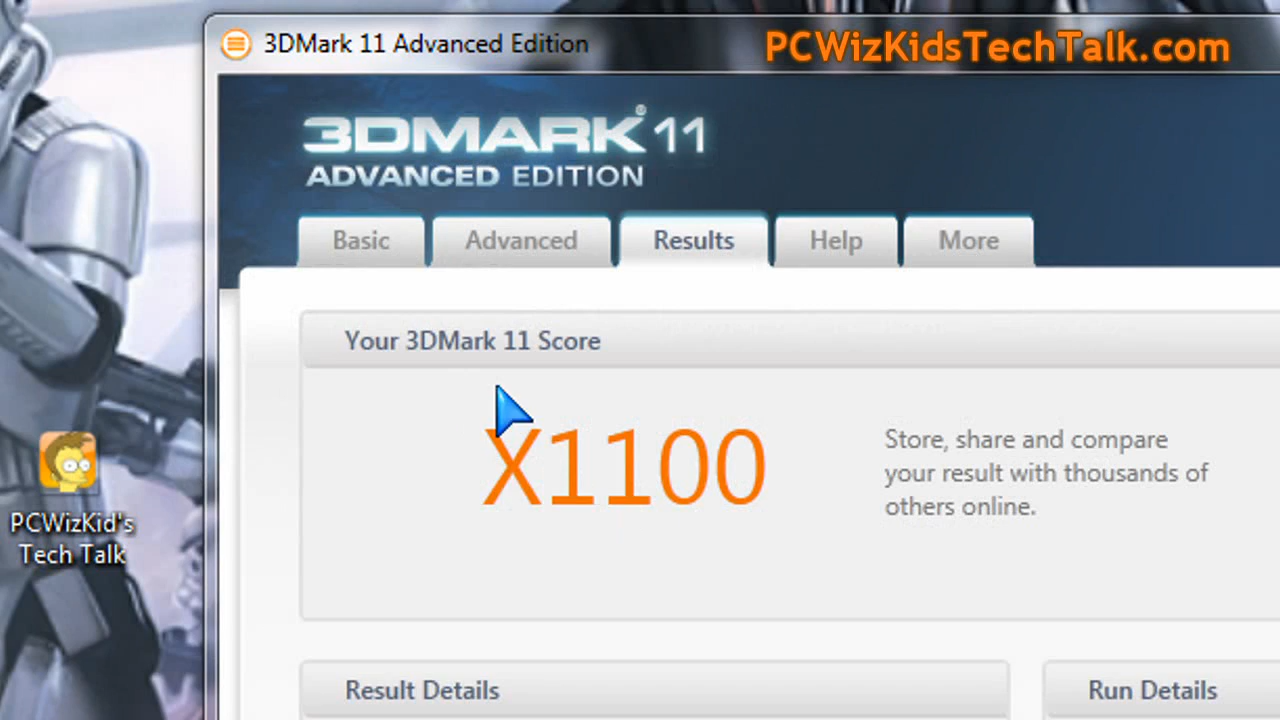 3DMark 11 Advanced Edition
PCWizKidsTechTalk.com
3DMARK® 11
ADVANCED EDITION
Basic
Advanced
Results
Help
More
Your 3DMark 11 Score
X1100
Store, share and compare
your result with thousands of
others online.
PCWizKid's
Tech Talk
Result Details
Run Details